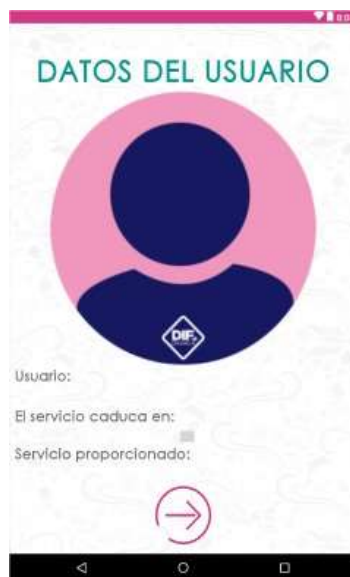 DATOS DEL USUARIO
DIF
Usuario:
El servicio caduca en:
Servicio proporcionado: